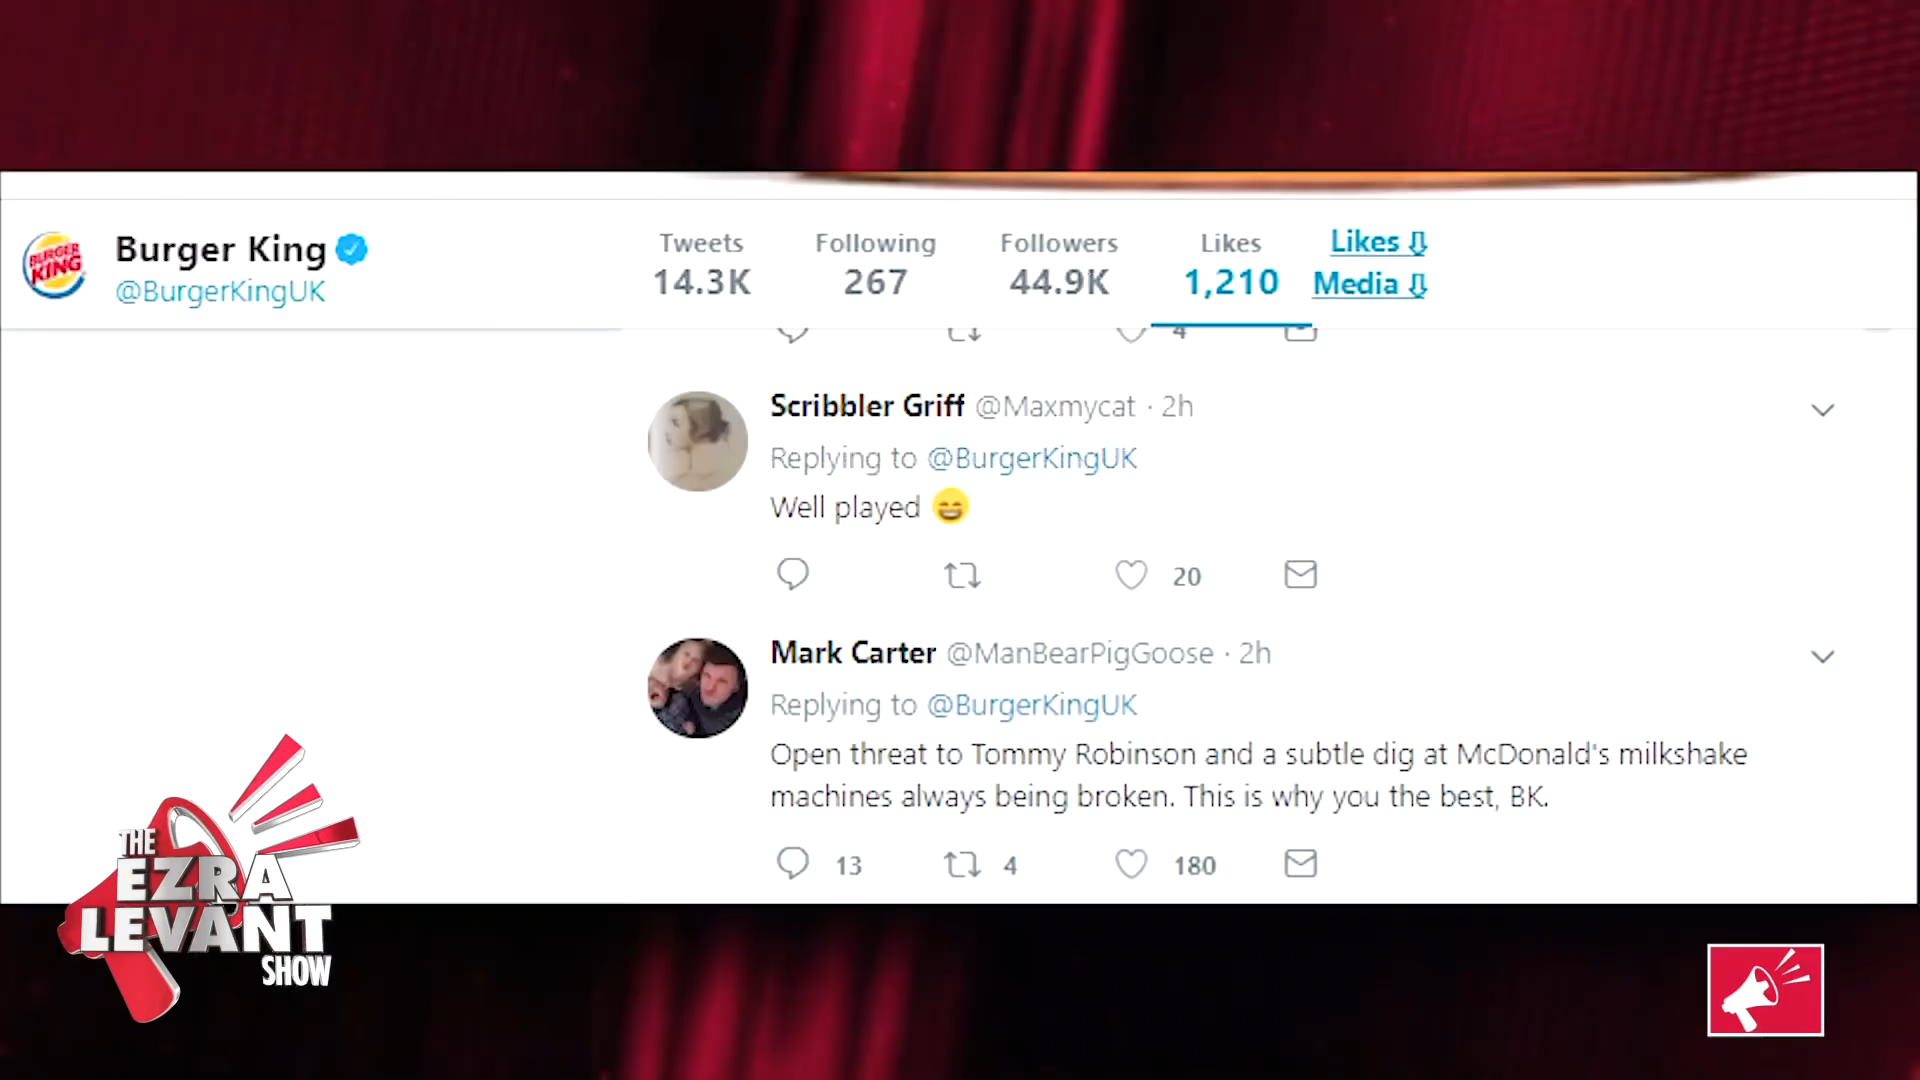 BURGER KING
Burger King
@BurgerKingUK
Tweets
14.3K
Following
267
Followers
44.9K
Likes
1,210
Likes ⇩
Media ⇩
4
Scribbler Griff @Maxmycat · 2h
Replying to @BurgerKingUK
Well played 😄
20
Mark Carter @ManBearPigGoose · 2h
Replying to @BurgerKingUK
Open threat to Tommy Robinson and a subtle dig at McDonald's milkshake
machines always being broken. This is why you the best, BK.
13 4 180
THE
EZRA
LEVANT
SHOW